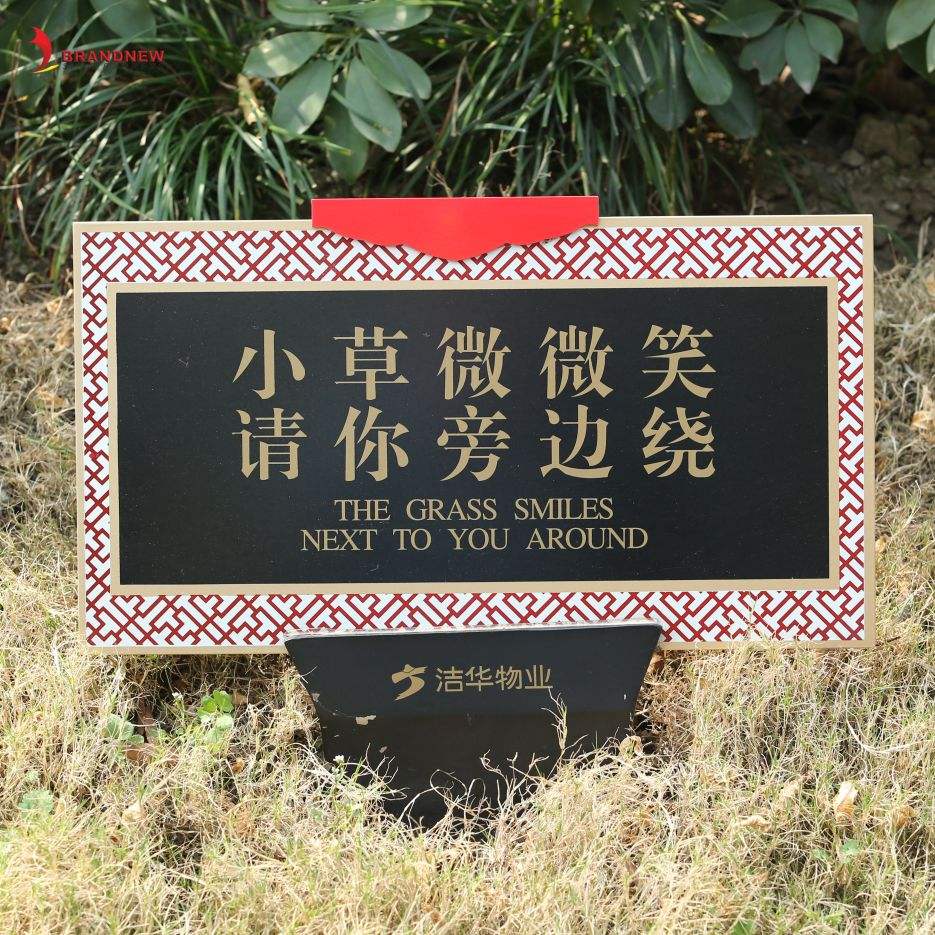 BRANDNEW
小草微微笑
请你旁边绕
THE GRASS SMILES
NEXT TO YOU AROUND
洁华物业